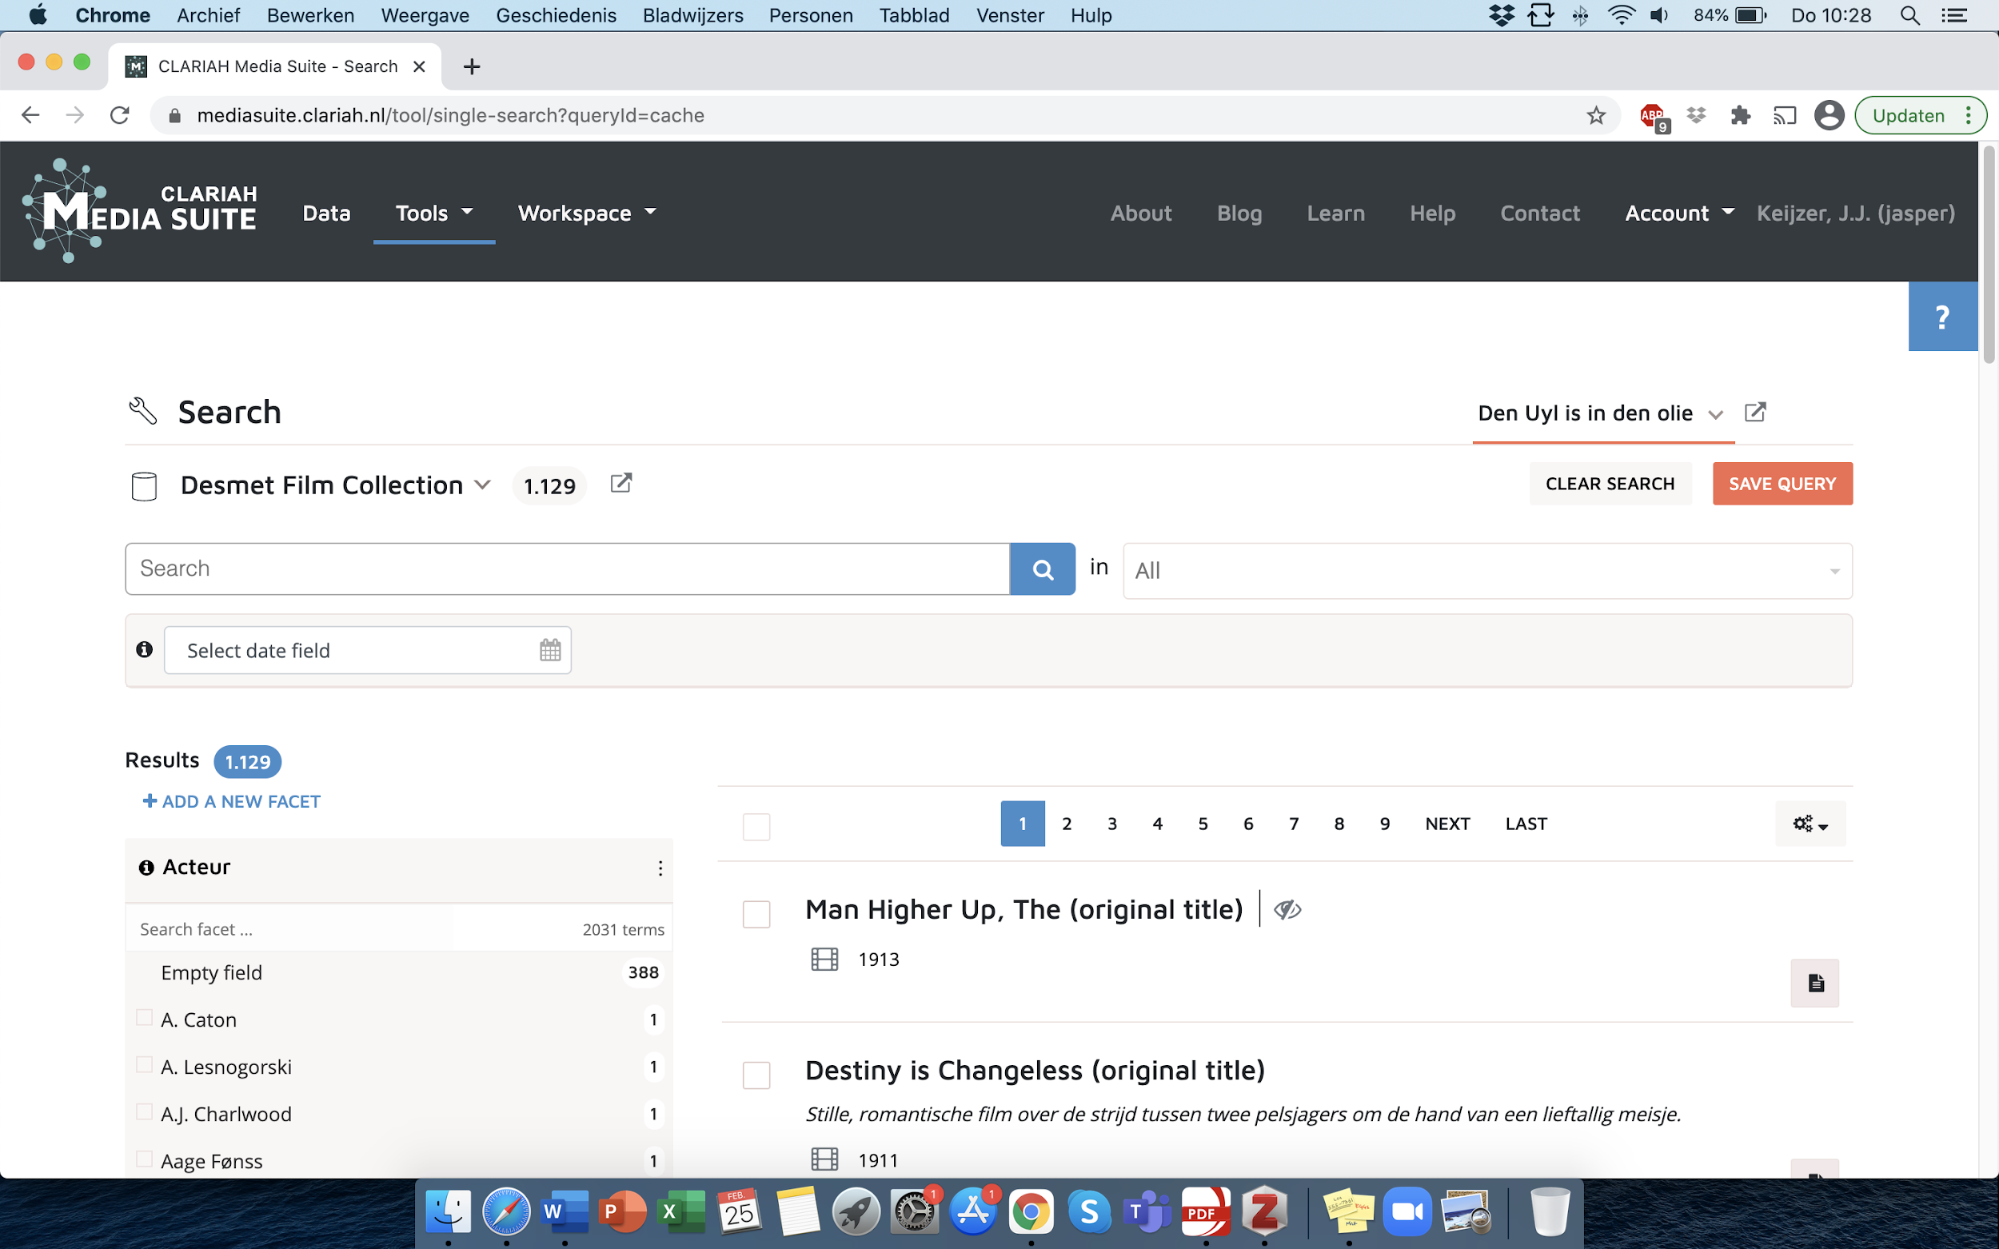 Chrome Archief Bewerken Weergave Geschiedenis Bladwijzers Personen Tabblad Venster Hulp 84% Do 10:28
CLARIAH Media Suite - Search
mediasuite.clariah.nl/tool/single-search?queryId=cache ABP 9 Updaten
CLARIAH
MEDIA SUITE
Data Tools Workspace About Blog Learn Help Contact Account Keijzer, J.J. (jasper)
?
Search Den Uyl is in den olie
Desmet Film Collection 1.129 CLEAR SEARCH SAVE QUERY
Search in All
Select date field
Results 1.129
+ ADD A NEW FACET
1 2 3 4 5 6 7 8 9 NEXT LAST
Acteur
Search facet ... 2031 terms
Empty field 388
A. Caton 1
A. Lesnogorski 1
A.J. Charlwood 1
Aage Fønss 1
Man Higher Up, The (original title)
1913
Destiny is Changeless (original title)
Stille, romantische film over de strijd tussen twee pelsjagers om de hand van een lieftallig meisje.
1911
W P X FEB. 25 1 1 S T PDF Z